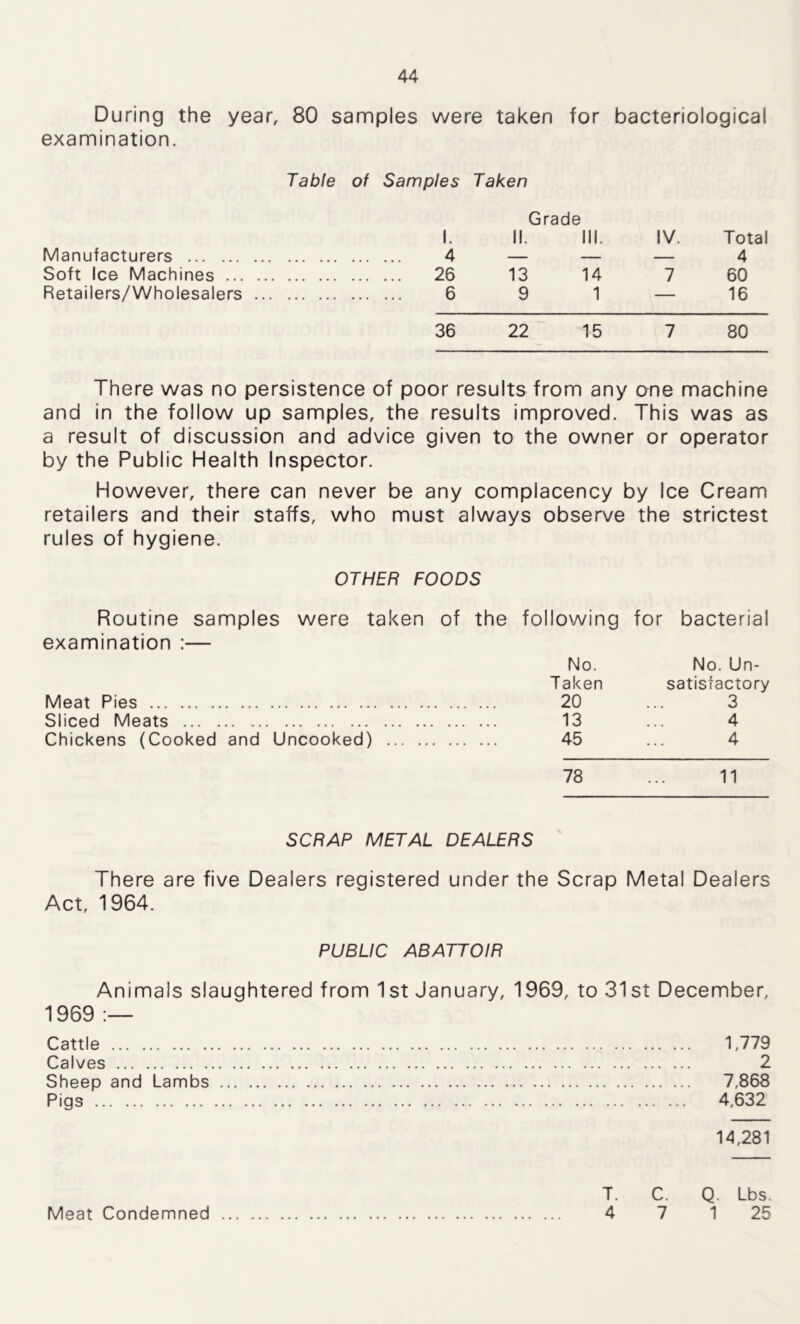 44
During the year, 80 samples were taken for bacteriological
examination.
Table of Samples Taken
Grade
I. II. III. IV. Total
Manufacturers ... ... ... ... ... ... ... 4 — — — 4
Soft Ice Machines ... ... ... ... ... ... 26 13 14 7 60
Retailers/Wholesalers ... ... ... ... ... 6 9 1 — 16
36 22 15 7 80
There was no persistence of poor results from any one machine
and in the follow up samples, the results improved. This was as
a result of discussion and advice given to the owner or operator
by the Public Health Inspector.
However, there can never be any complacency by Ice Cream
retailers and their staffs, who must always observe the strictest
rules of hygiene.
OTHER FOODS
Routine samples were taken of the following for bacterial
examination :—
No. No. Un-
Taken satisfactory
Meat Pies ... ... ... ... ... ... ... ... ... ... ... 20 ... 3
Sliced Meats ... ... ... ... ... ... ... ... ... ... 13 ... 4
Chickens (Cooked and Uncooked) ... ... ... ... 45 ... 4
78 ... 11
SCRAP METAL DEALERS
There are five Dealers registered under the Scrap Metal Dealers
Act, 1964.
PUBLIC ABATTOIR
Animals slaughtered from 1st January, 1969, to 31st December,
1969 :—
Cattle ... ... ... ... ... ... ... ... ... ... ... ... ... ... ... ... ... ... 1,779
Calves ... ... ... ... ... ... ... ... ... ... ... ... ... ... ... ... ... ... 2
Sheep and Lambs ... ... ... ... ... ... ... ... ... ... ... ... ... ... ... 7,868
Pigs ... ... ... ... ... ... ... ... ... ... ... ... ... ... ... ... ... ... 4,632
14,281
T. C. Q. Lbs.
Meat Condemned ... ... ... ... ... ... ... ... ... ... ... 4 7 1 25